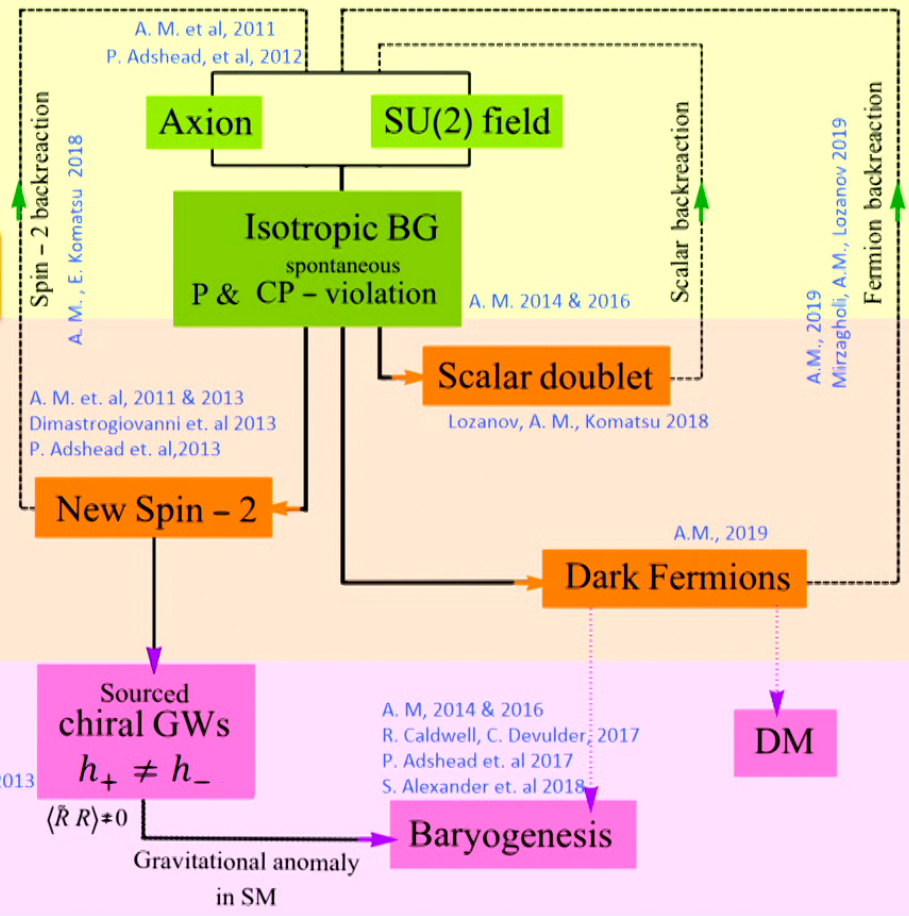 A. M. et al, 2011
P. Adshead, et al, 2012
Axion
SU(2) field
Spin – 2 backreaction
A. M. , E. Komatsu 2018
Scalar backreaction
A.M., 2019
Mirzagholi, A.M., Lozanov 2019
Fermion backreaction
Isotropic BG
spontaneous
P & CP – violation
A. M. 2014 & 2016
Scalar doublet
Lozanov, A. M., Komatsu 2018
A. M. et. al, 2011 & 2013
Dimastrogiovanni et. al 2013
P. Adshead et. al,2013
New Spin – 2
A.M., 2019
Dark Fermions
Sourced
chiral GWs
h₊ ≠ h₋
2013
⟨R̃ R⟩≠0
A. M, 2014 & 2016
R. Caldwell, C. Devulder, 2017
P. Adshead et. al 2017
S. Alexander et. al 2018
DM
Baryogenesis
Gravitational anomaly
in SM